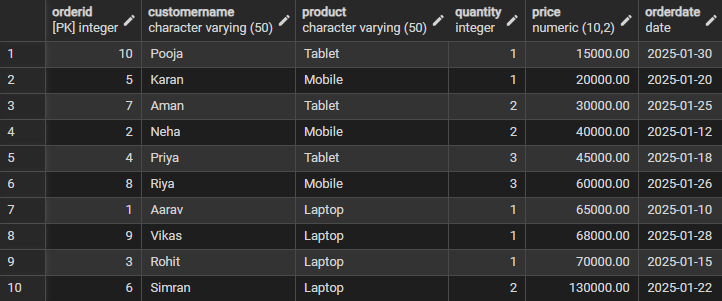 orderid customername product quantity price orderdate
[PK] integer character varying (50) character varying (50) integer numeric (10,2) date
1 10 Pooja Tablet 1 15000.00 2025-01-30
2 5 Karan Mobile 1 20000.00 2025-01-20
3 7 Aman Tablet 2 30000.00 2025-01-25
4 2 Neha Mobile 2 40000.00 2025-01-12
5 4 Priya Tablet 3 45000.00 2025-01-18
6 8 Riya Mobile 3 60000.00 2025-01-26
7 1 Aarav Laptop 1 65000.00 2025-01-10
8 9 Vikas Laptop 1 68000.00 2025-01-28
9 3 Rohit Laptop 1 70000.00 2025-01-15
10 6 Simran Laptop 2 130000.00 2025-01-22